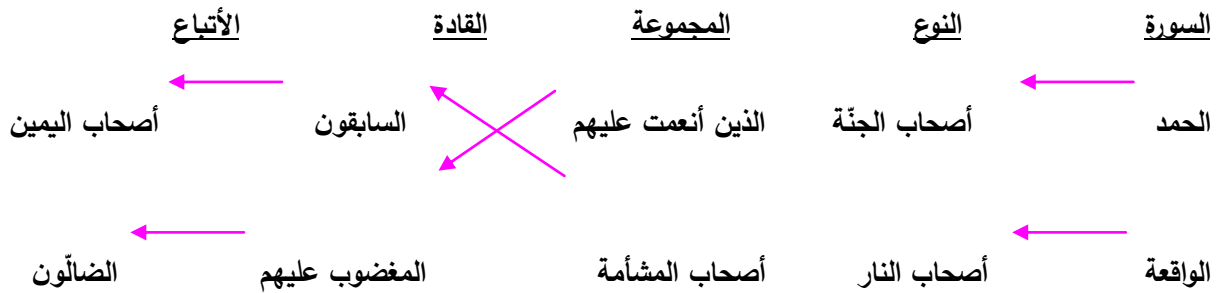 السورة النوع المجموعة القادة الأتباع
الحمد أصحاب الجنّة الذين أنعمت عليهم السابقون أصحاب اليمين
الواقعة أصحاب النار أصحاب المشأمة المغضوب عليهم الضالّون